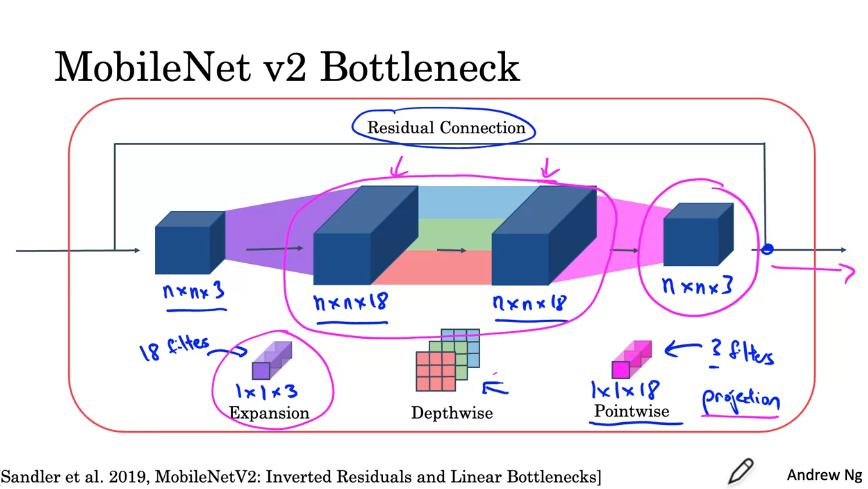 MobileNet v2 Bottleneck
Residual Connection
n×n×3
n×n×18
n×n×18
n×n×3
18 filters
3 filters
1×1×3
1×1×18
projection
Expansion
Depthwise
Pointwise
Sandler et al. 2019, MobileNetV2: Inverted Residuals and Linear Bottlenecks]
Andrew Ng